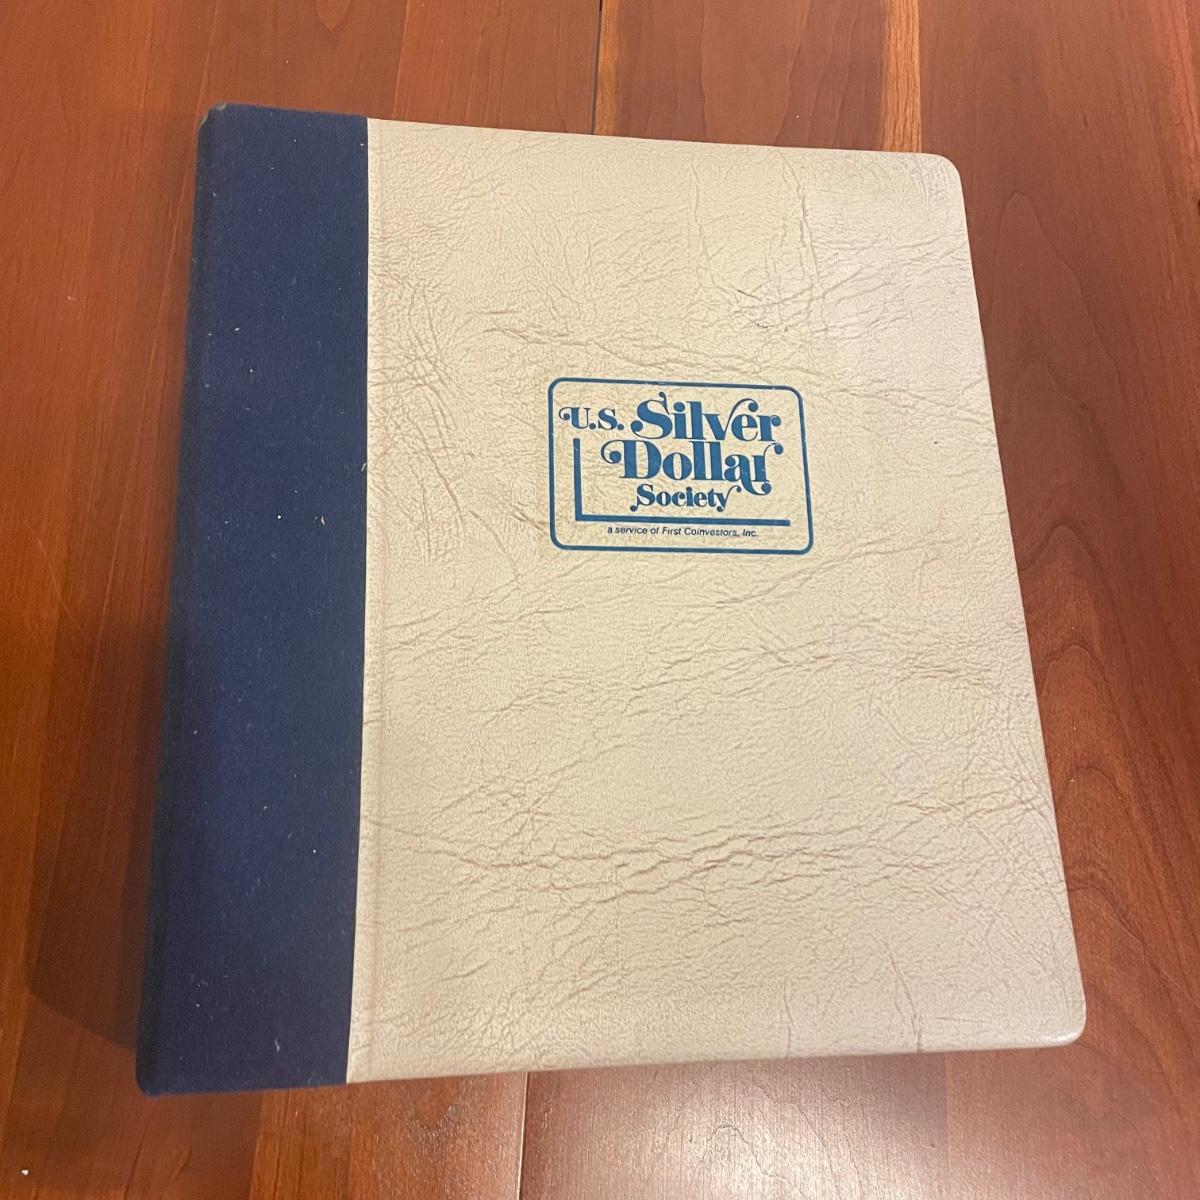 U.S. Silver
Dollar
Society
a service of First Coinvestors, Inc.